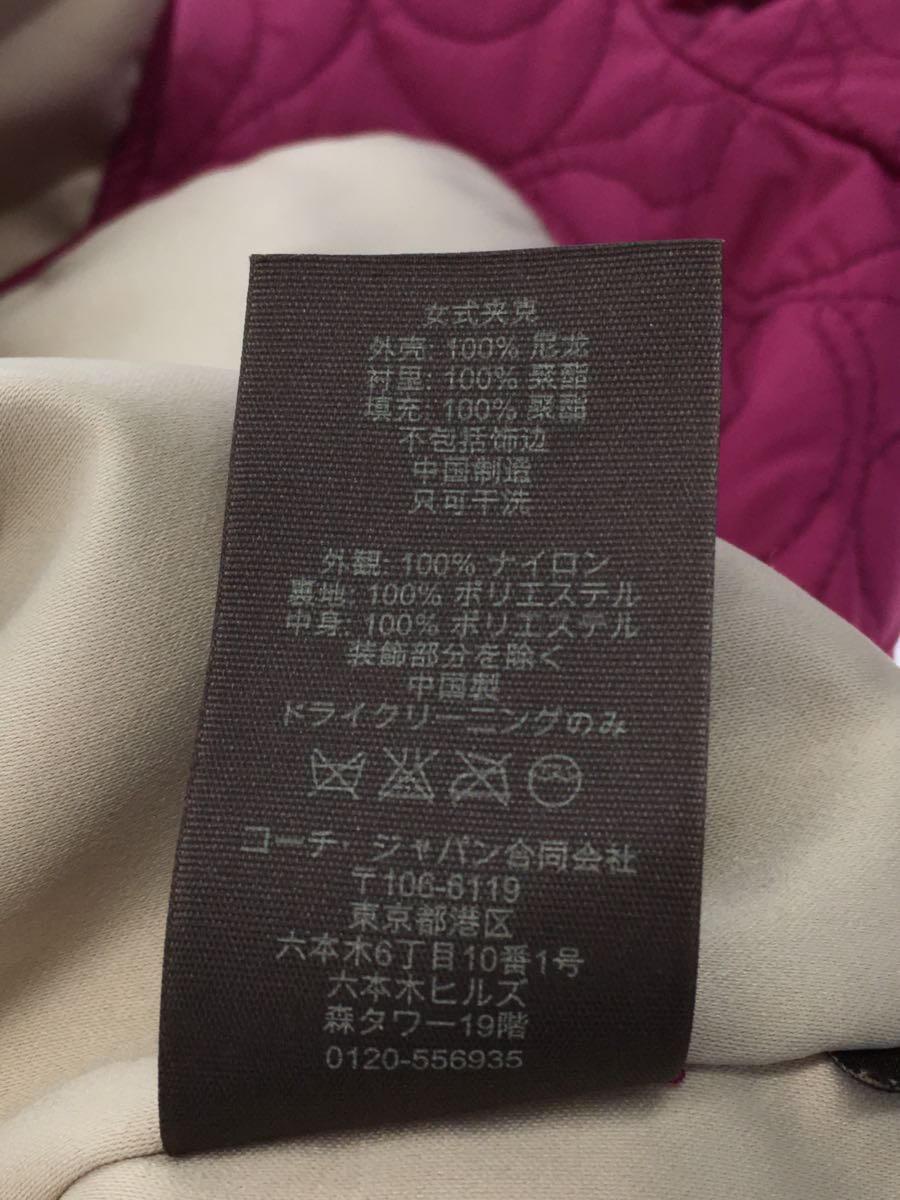 女式夹克
外壳: 100% 尼龙
衬里: 100% 聚酯
填充: 100% 聚酯
不包括饰边
中国制造
只可干洗
外観: 100% ナイロン
裏地: 100% ポリエステル
中身: 100% ポリエステル
装飾部分を除く
中国製
ドライクリーニングのみ
コーチ・ジャパン合同会社
〒106-6119
東京都港区
六本木6丁目10番1号
六本木ヒルズ
森タワー19階
0120-556935